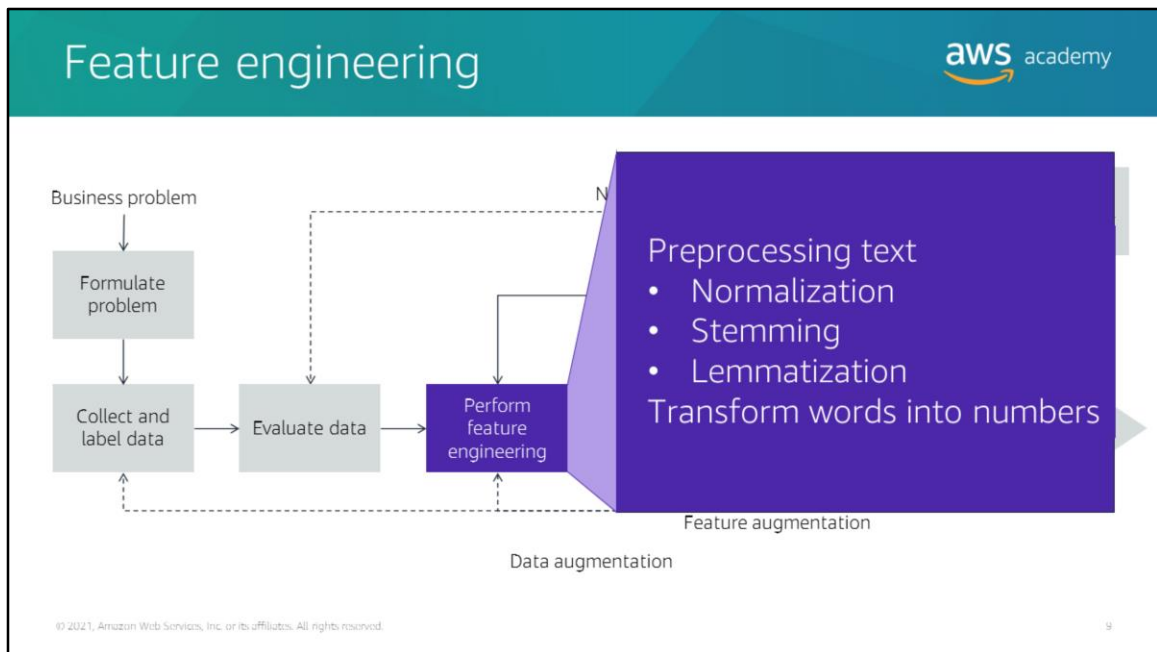 Feature engineering
aws academy
Business problem
Formulate
problem
Collect and
label data
Evaluate data
Perform
feature
engineering
N
Preprocessing text
• Normalization
• Stemming
• Lemmatization
Transform words into numbers
Feature augmentation
Data augmentation
© 2021, Amazon Web Services, Inc. or its affiliates. All rights reserved.
9